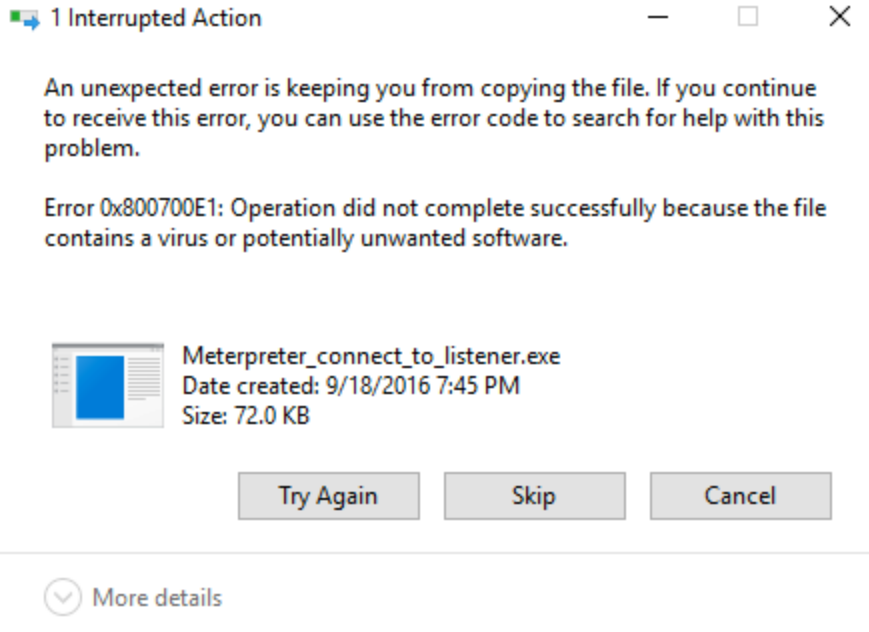 1 Interrupted Action
An unexpected error is keeping you from copying the file. If you continue
to receive this error, you can use the error code to search for help with this
problem.
Error 0x800700E1: Operation did not complete successfully because the file
contains a virus or potentially unwanted software.
Meterpreter_connect_to_listener.exe
Date created: 9/18/2016 7:45 PM
Size: 72.0 KB
Try Again
Skip
Cancel
More details